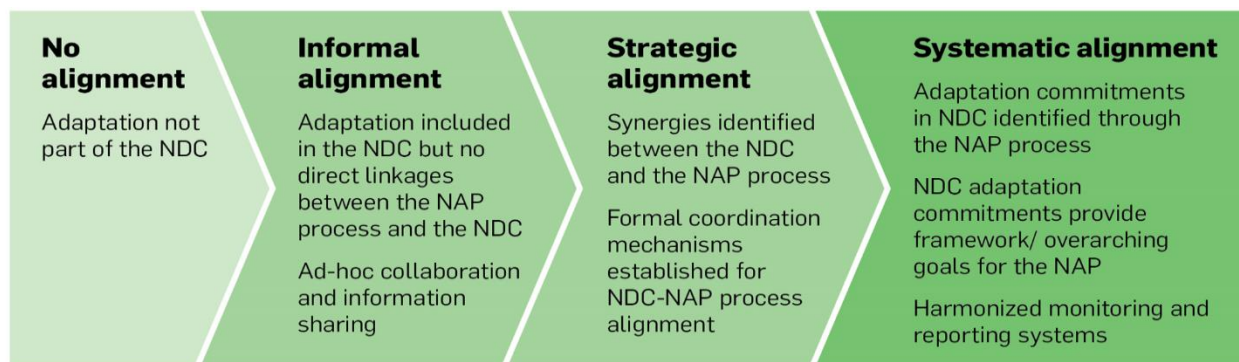 No
alignment
Adaptation not
part of the NDC
Informal
alignment
Adaptation included
in the NDC but no
direct linkages
between the NAP
process and the NDC
Ad-hoc collaboration
and information
sharing
Strategic
alignment
Synergies identified
between the NDC
and the NAP process
Formal coordination
mechanisms
established for
NDC-NAP process
alignment
Systematic alignment
Adaptation commitments
in NDC identified through
the NAP process
NDC adaptation
commitments provide
framework/ overarching
goals for the NAP
Harmonized monitoring and
reporting systems